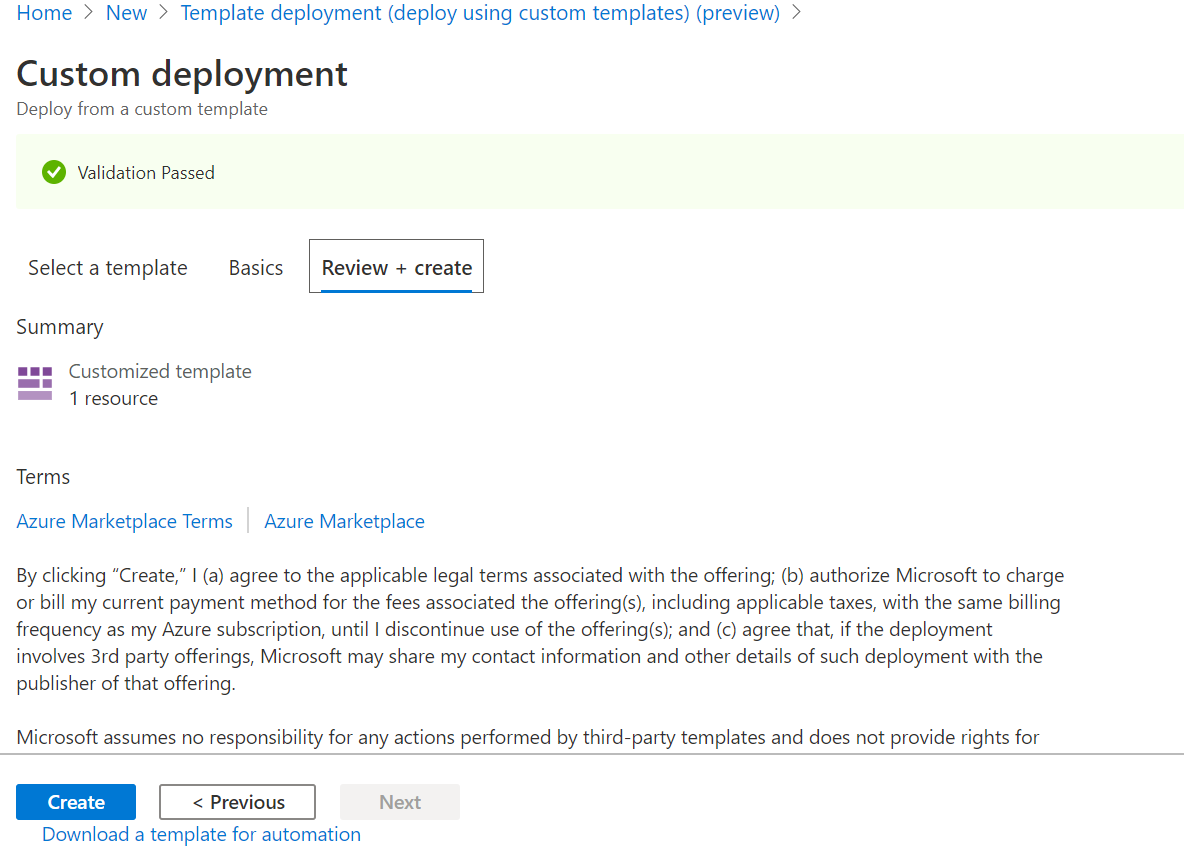 Home > New > Template deployment (deploy using custom templates) (preview) >
Custom deployment
Deploy from a custom template
Validation Passed
Select a template Basics Review + create
Summary
Customized template
1 resource
Terms
Azure Marketplace Terms | Azure Marketplace
By clicking “Create,” I (a) agree to the applicable legal terms associated with the offering; (b) authorize Microsoft to charge
or bill my current payment method for the fees associated the offering(s), including applicable taxes, with the same billing
frequency as my Azure subscription, until I discontinue use of the offering(s); and (c) agree that, if the deployment
involves 3rd party offerings, Microsoft may share my contact information and other details of such deployment with the
publisher of that offering.
Microsoft assumes no responsibility for any actions performed by third-party templates and does not provide rights for
Create < Previous Next
Download a template for automation